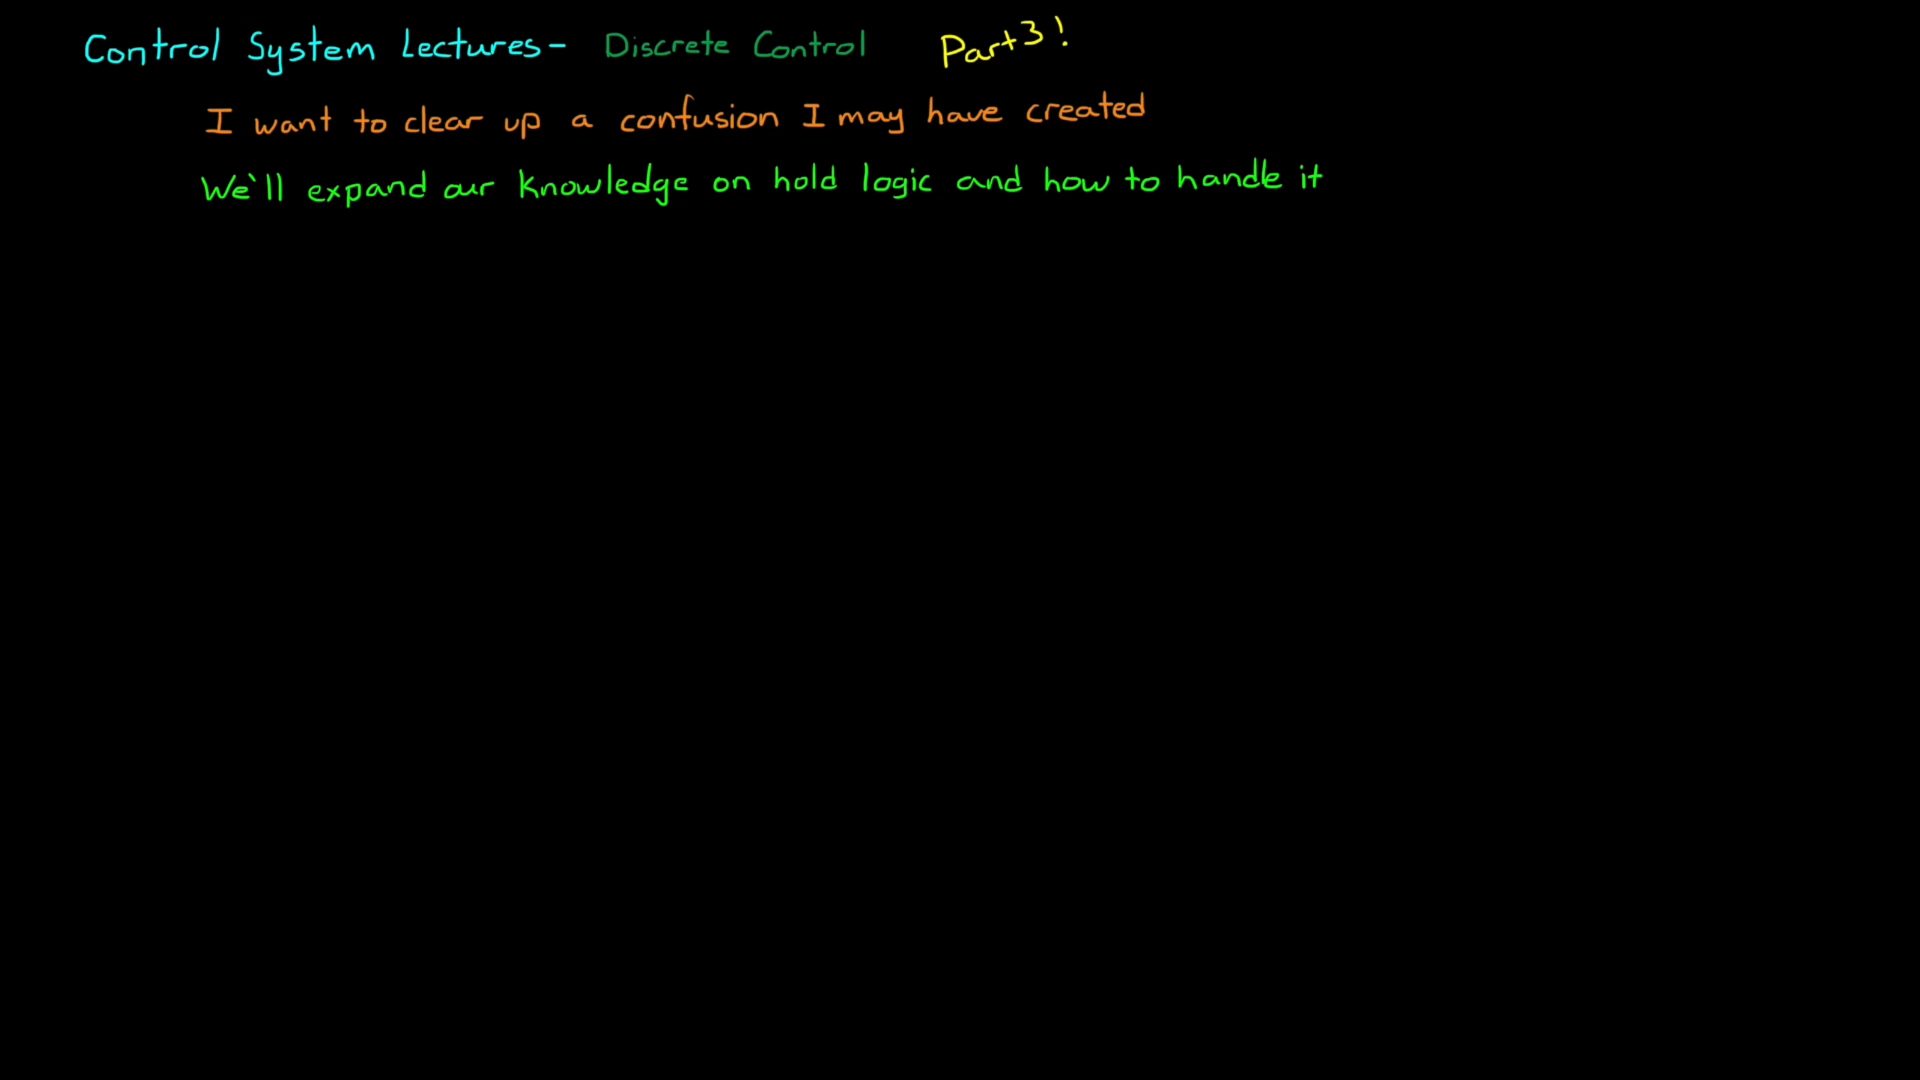 Control System Lectures- Discrete Control Part 3!
I want to clear up a confusion I may have created
We'll expand our knowledge on hold logic and how to handle it